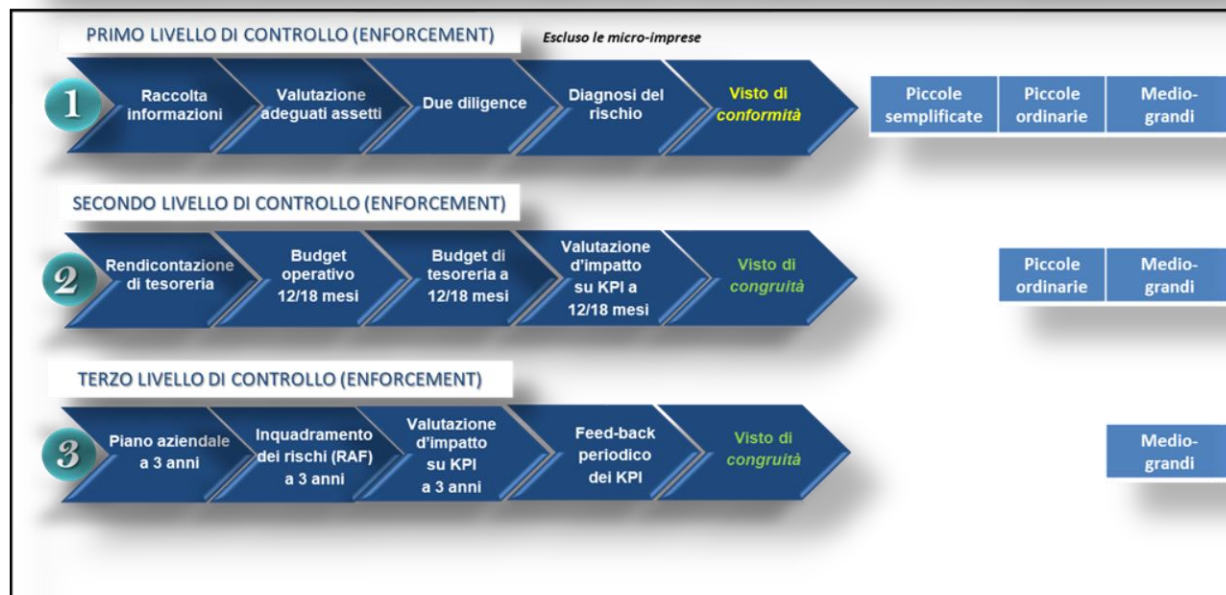 PRIMO LIVELLO DI CONTROLLO (ENFORCEMENT)
Escluso le micro-imprese
1
Raccolta
informazioni
Valutazione
adeguati assetti
Due diligence
Diagnosi del
rischio
Visto di
conformità
Piccole
semplificate
Piccole
ordinarie
Medio-
grandi
SECONDO LIVELLO DI CONTROLLO (ENFORCEMENT)
2
Rendicontazione
di tesoreria
Budget
operativo
12/18 mesi
Budget di
tesoreria a
12/18 mesi
Valutazione
d'impatto
su KPI a
12/18 mesi
Visto di
congruità
Piccole
ordinarie
Medio-
grandi
TERZO LIVELLO DI CONTROLLO (ENFORCEMENT)
3
Piano aziendale
a 3 anni
Inquadramento
dei rischi (RAF)
a 3 anni
Valutazione
d'impatto
su KPI
a 3 anni
Feed-back
periodico
dei KPI
Visto di
congruità
Medio-
grandi